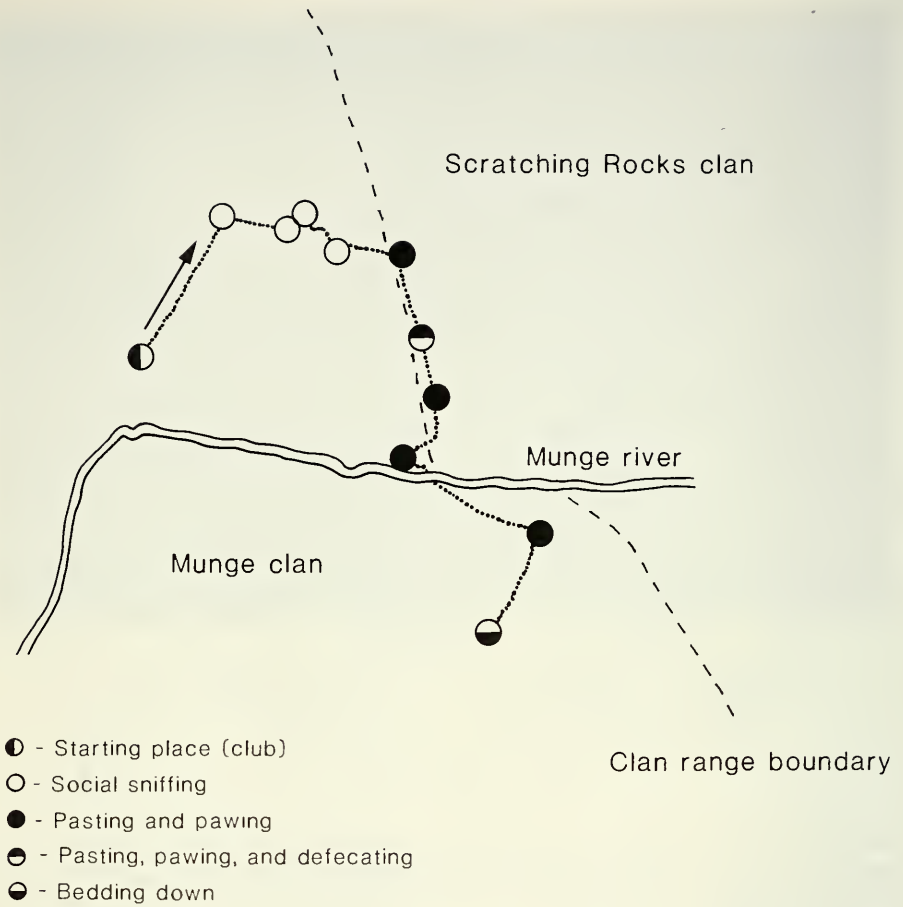 Scratching Rocks clan
Munge river
Munge clan
Clan range boundary
- Starting place (club)
- Social sniffing
- Pasting and pawing
- Pasting, pawing, and defecating
- Bedding down